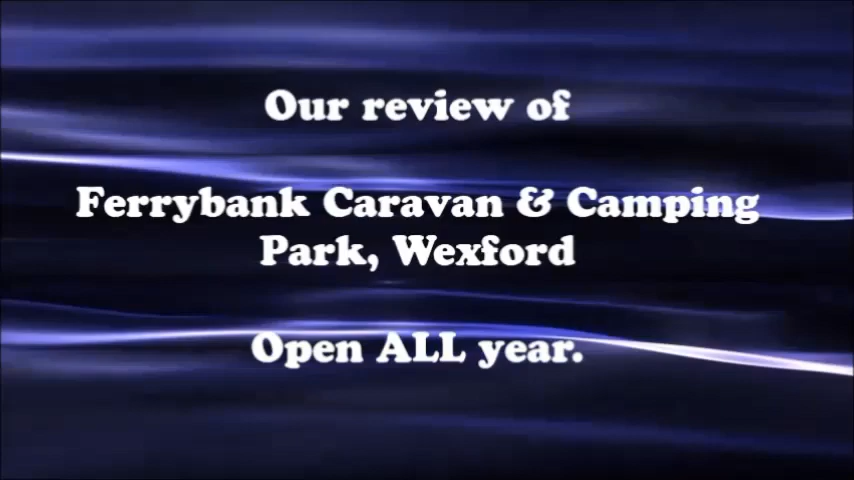 Our review of
Ferrybank Caravan & Camping
Park, Wexford
Open ALL year.